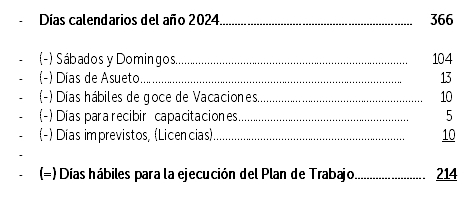 - Días calendarios del año 2024........................................................ 366
- (-) Sábados y Domingos.................................................................... 104
- (-) Días de Asueto............................................................................ 13
- (-) Días hábiles de goce de Vacaciones................................................ 10
- (-) Días para recibir capacitaciones.................................................. 5
- (-) Días imprevistos, (Licencias)........................................................ 10
-
- (=) Días hábiles para la ejecución del Plan de Trabajo..................... 214